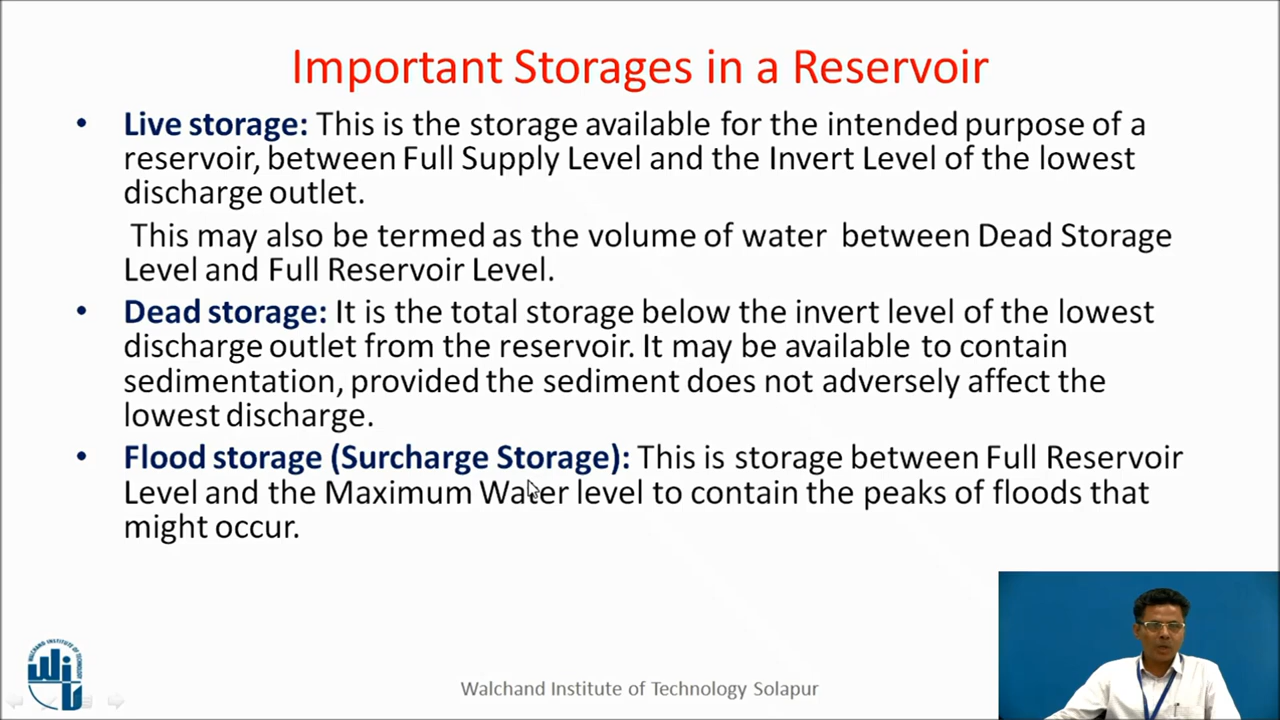 Important Storages in a Reservoir
• Live storage: This is the storage available for the intended purpose of a
reservoir, between Full Supply Level and the Invert Level of the lowest
discharge outlet.
This may also be termed as the volume of water between Dead Storage
Level and Full Reservoir Level.
• Dead storage: It is the total storage below the invert level of the lowest
discharge outlet from the reservoir. It may be available to contain
sedimentation, provided the sediment does not adversely affect the
lowest discharge.
• Flood storage (Surcharge Storage): This is storage between Full Reservoir
Level and the Maximum Water level to contain the peaks of floods that
might occur.
WALCHAND INSTITUTE OF TECHNOLOGY
WIT
Walchand Institute of Technology Solapur